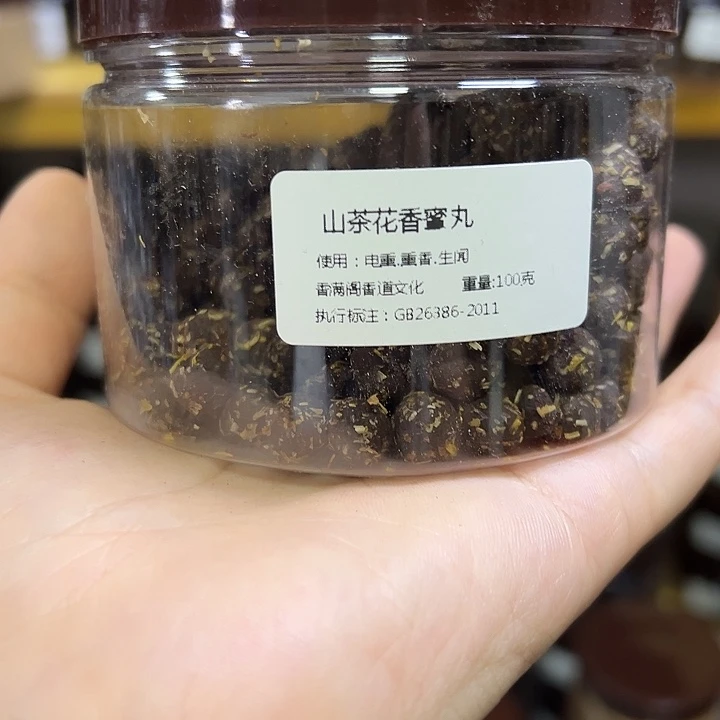 山茶花香蜜丸
使用：电熏.熏香.生闻
香满阁香道文化 重量:100克
执行标注：GB26386-2011